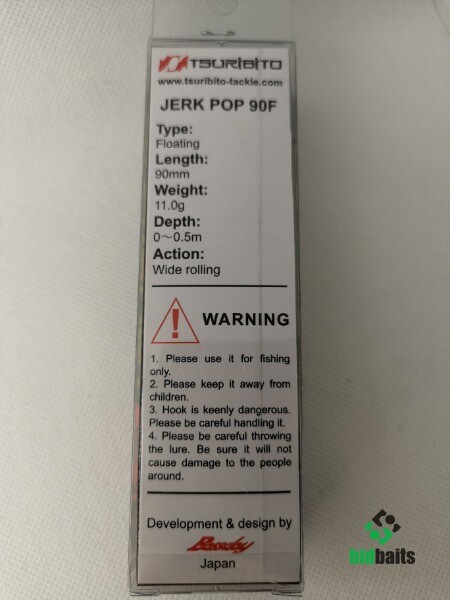 TSURIBITO
www.tsuribito-tackle.com
JERK POP 90F
Type:
Floating
Length:
90mm
Weight:
11.0g
Depth:
0~0.5m
Action:
Wide rolling
! WARNING
1. Please use it for fishing
only.
2. Please keep it away from
children.
3. Hook is keenly dangerous.
Please be careful handling it.
4. Please be careful throwing
the lure. Be sure it will not
cause damage to the people
around.
Development & design by
Bassday
Japan
bidbaits